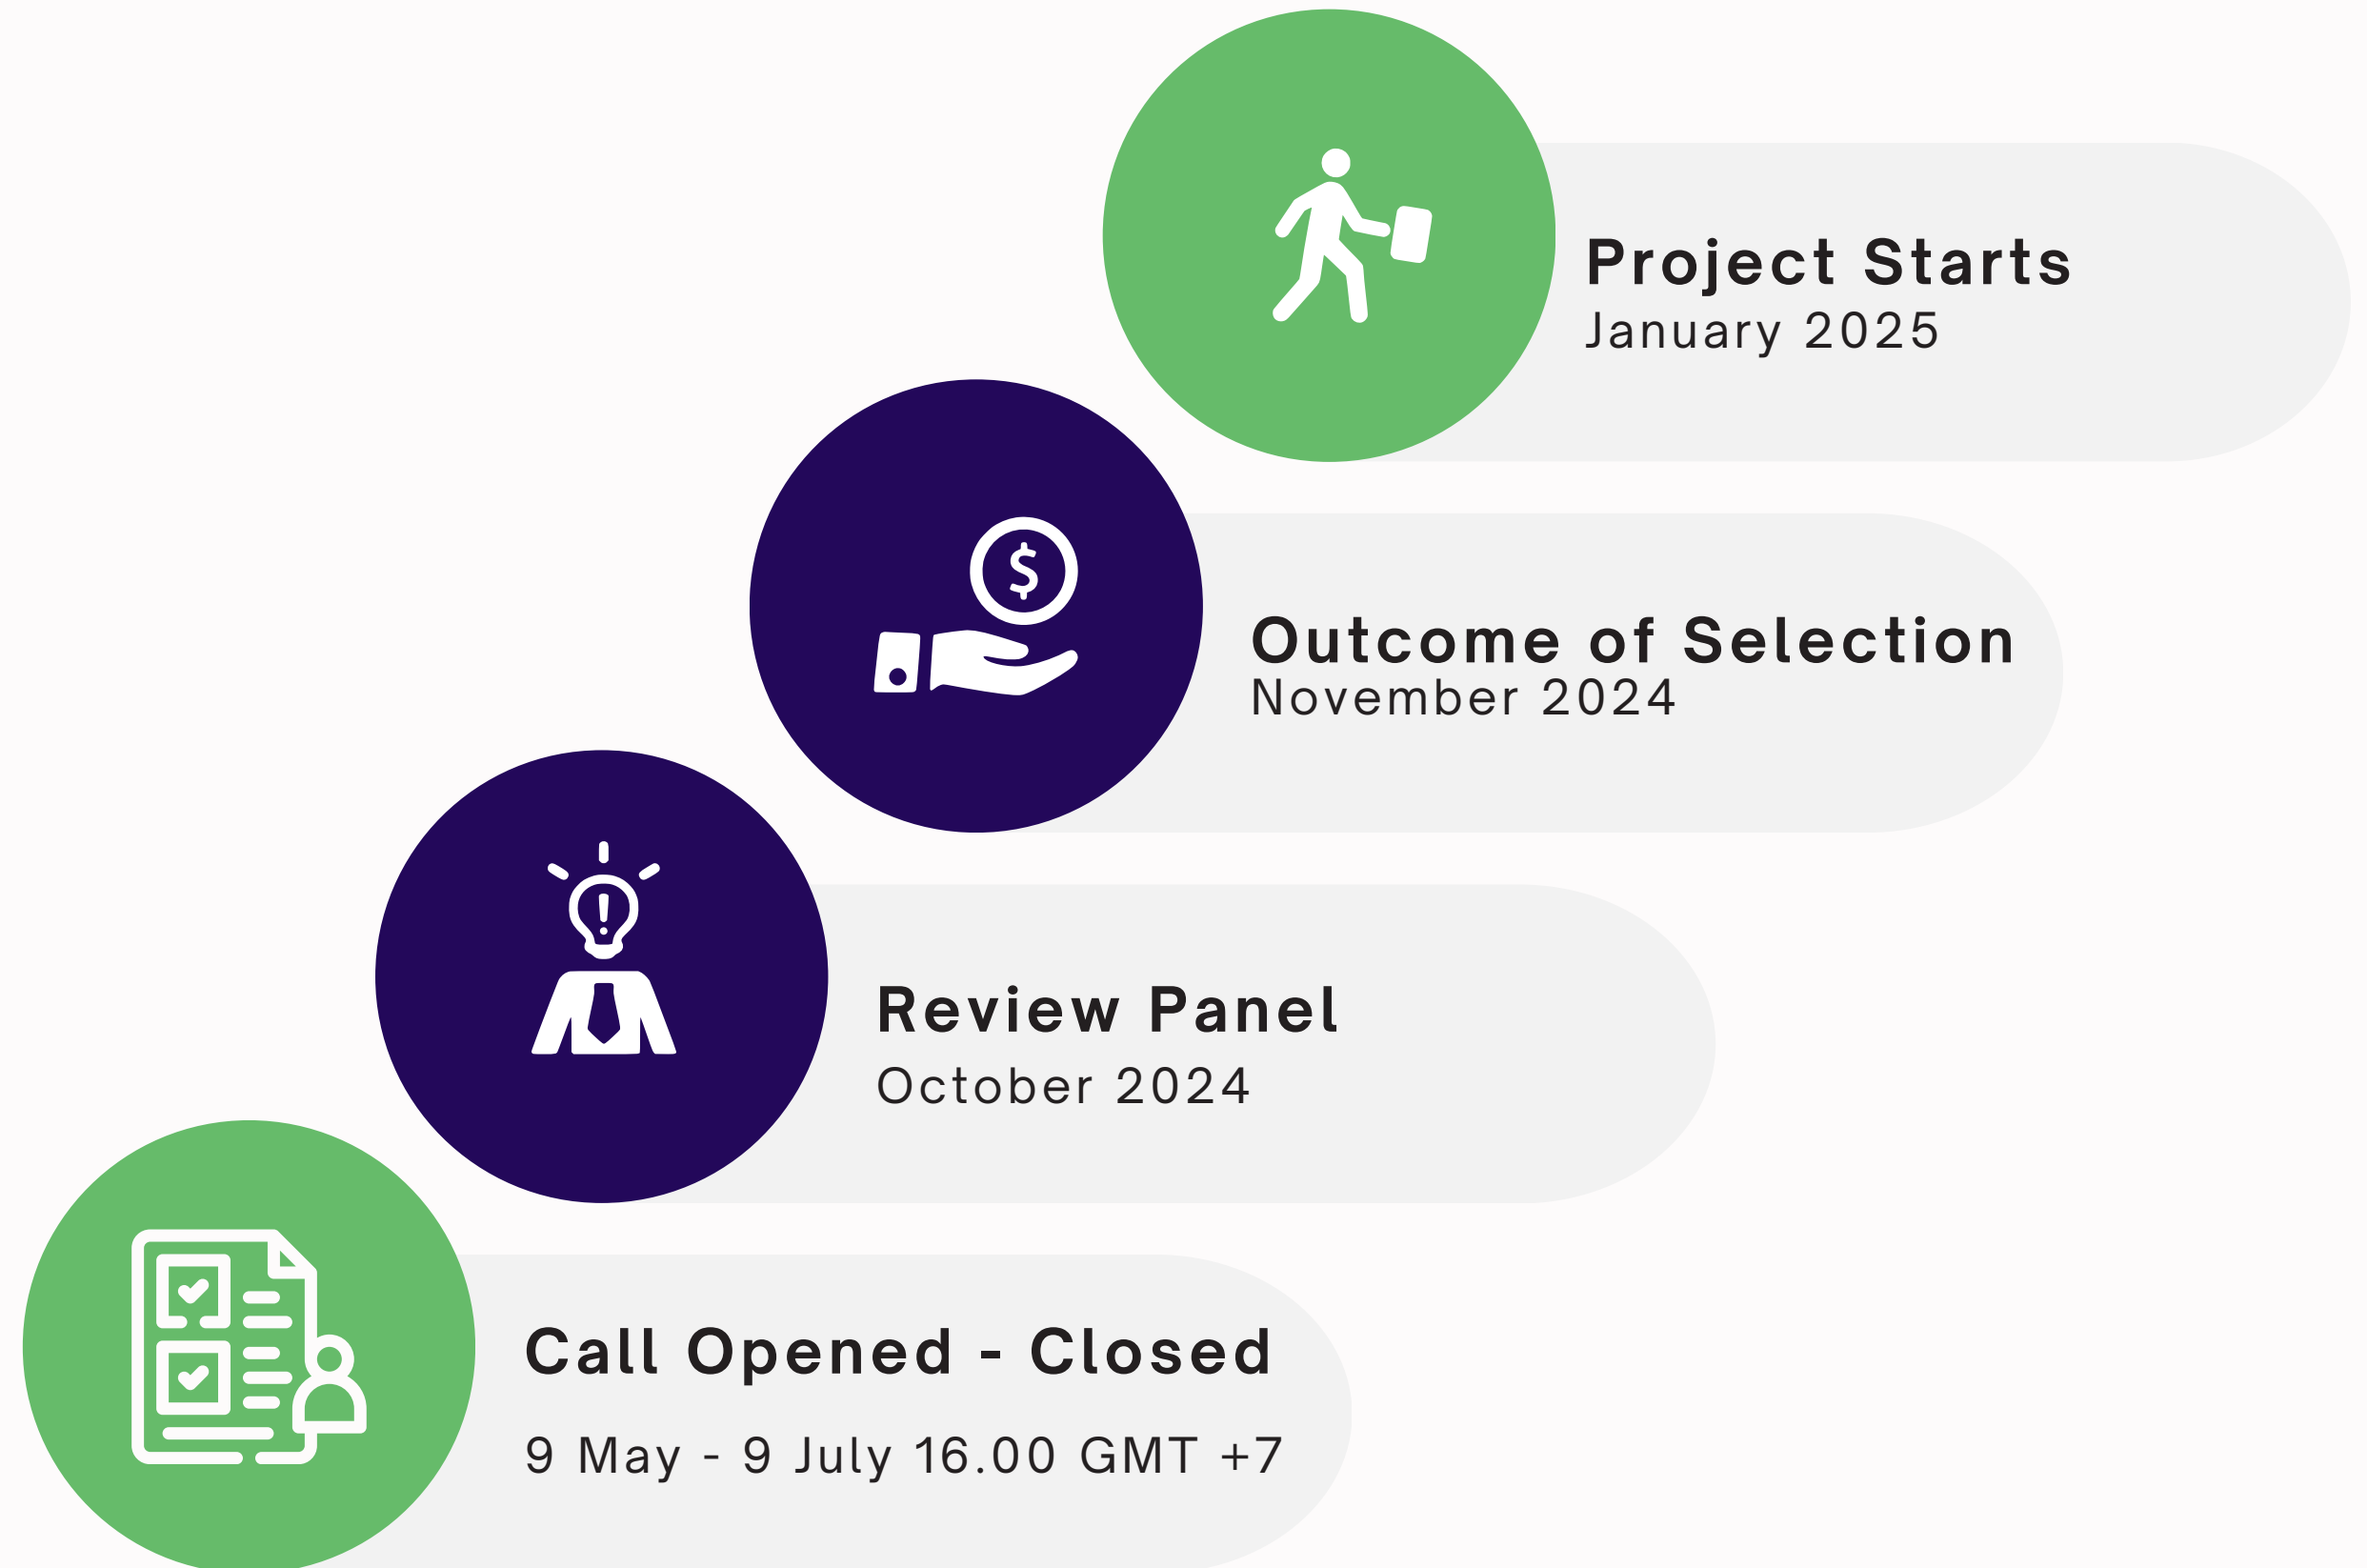 Project Starts
January 2025
Outcome of Selection
November 2024
Review Panel
October 2024
Call Opened - Closed
9 May - 9 July 16.00 GMT +7